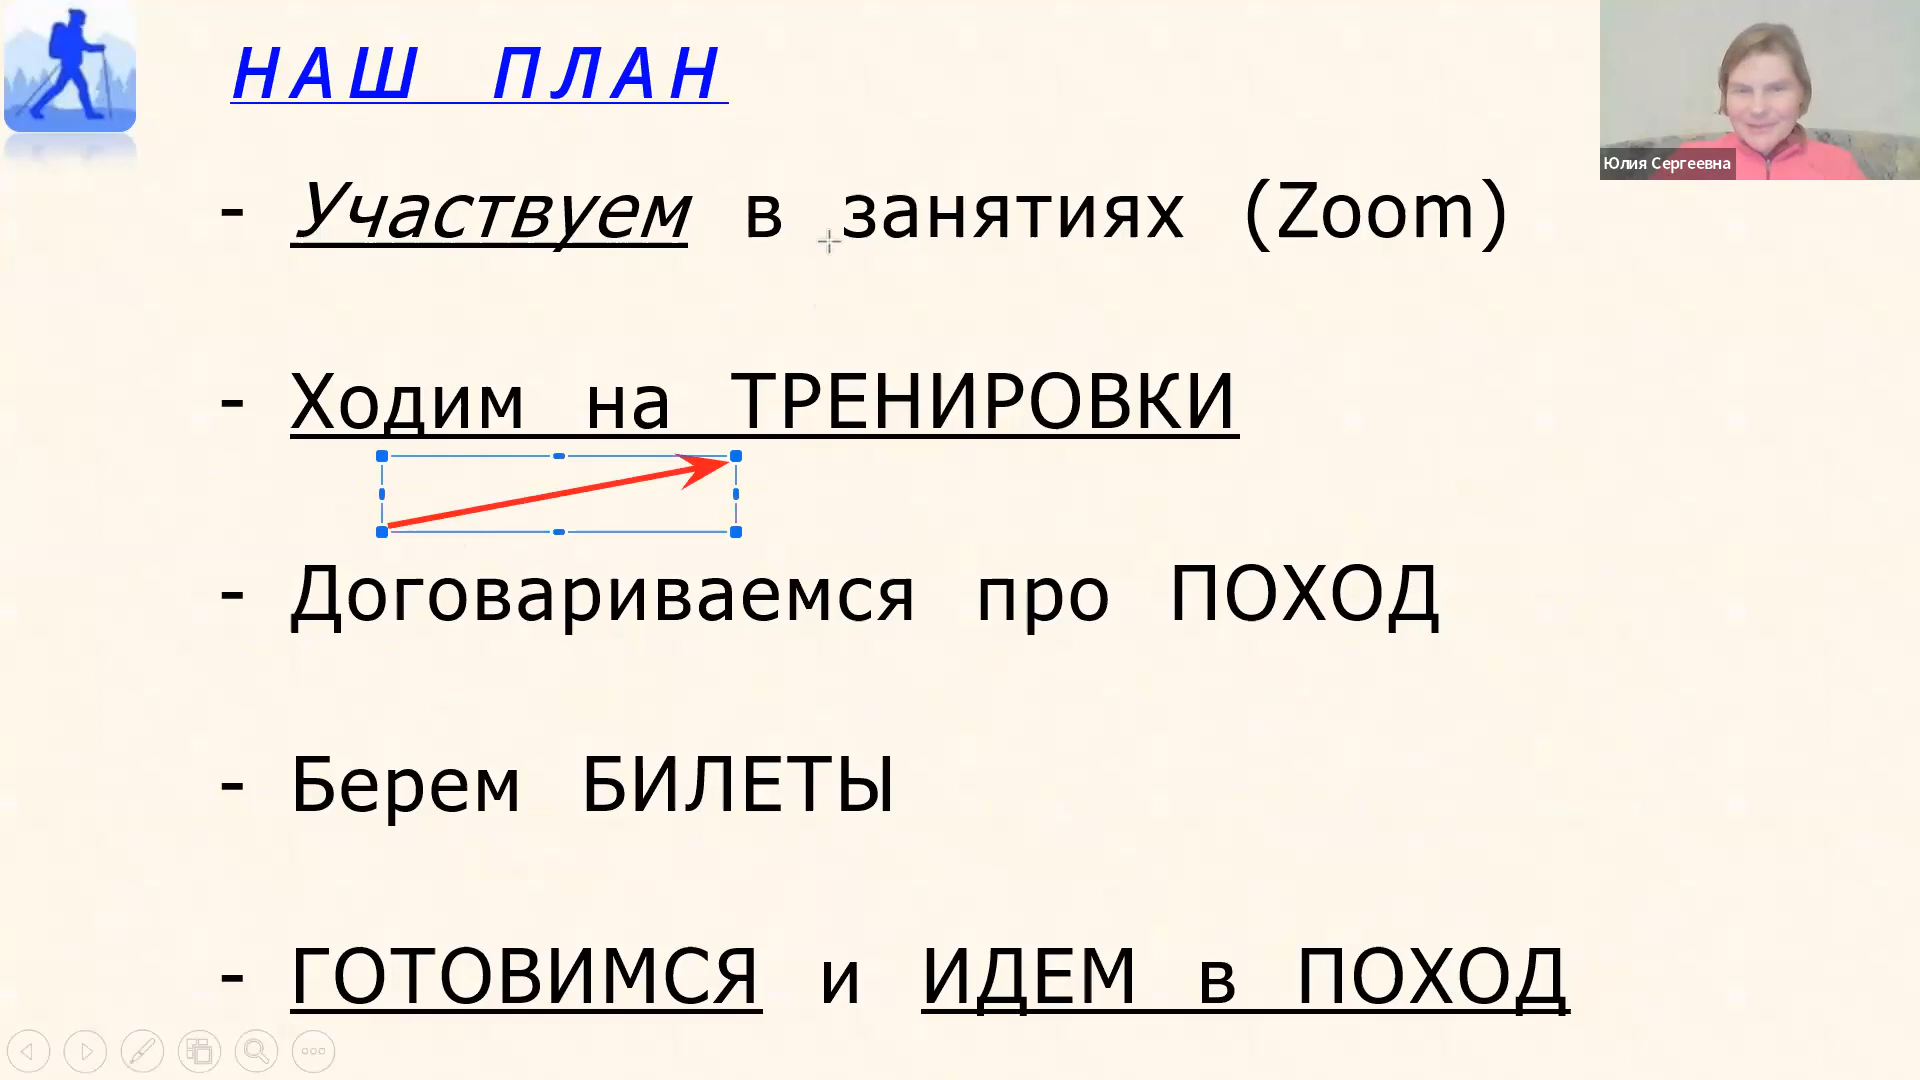 НАШ ПЛАН
- Участвуем в занятиях (Zoom)
Юлия Сергеевна
- Ходим на ТРЕНИРОВКИ
- Договариваемся про ПОХОД
- Берем БИЛЕТЫ
- ГОТОВИМСЯ и ИДЕМ в ПОХОД